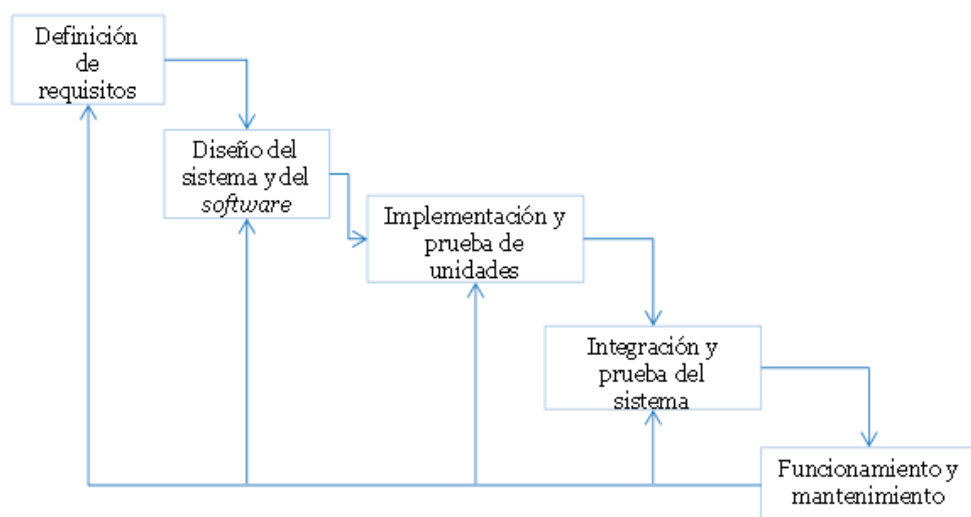 Definición
de
requisitos
Diseño del
sistema y del
software
Implementación y
prueba de
unidades
Integración y
prueba del
sistema
Funcionamiento y
mantenimiento